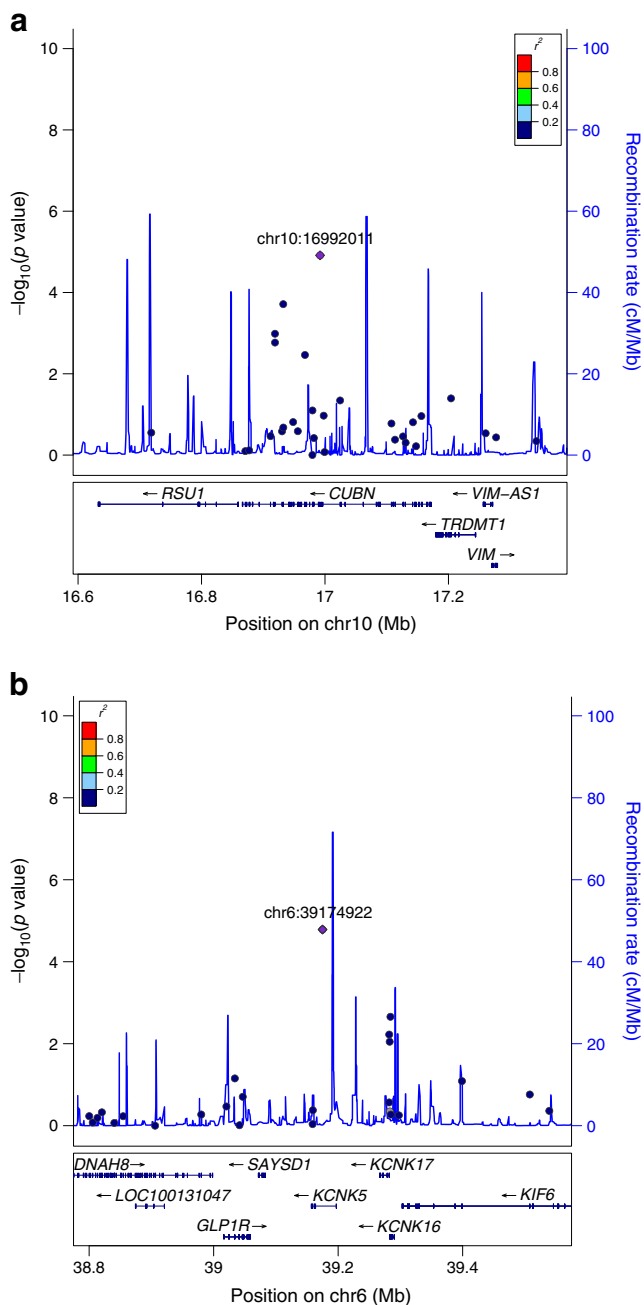 a
10
8
6
4
2
0
–log10(p value)
100
80
60
40
20
0
Recombination rate (cM/Mb)
r2
0.8
0.6
0.4
0.2
chr10:16992011
← RSU1
← CUBN
← VIM-AS1
← TRDMT1
VIM →
16.6
16.8
17
17.2
Position on chr10 (Mb)
b
10
8
6
4
2
0
–log10(p value)
100
80
60
40
20
0
Recombination rate (cM/Mb)
r2
0.8
0.6
0.4
0.2
chr6:39174922
DNAH8 →
← SAYSD1
← KCNK17
← LOC100131047
← KCNK5
← KIF6
GLP1R →
← KCNK16
38.8
39
39.2
39.4
Position on chr6 (Mb)